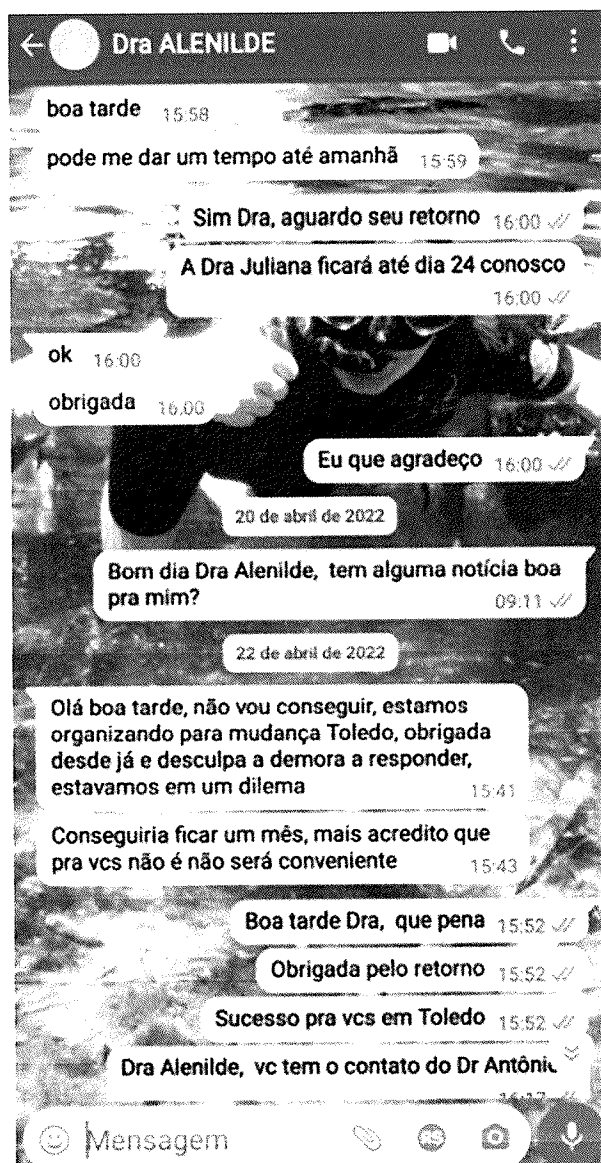 Dra ALENILDE
boa tarde 15:58
pode me dar um tempo até amanhã 15:59
Sim Dra, aguardo seu retorno 16:00
A Dra Juliana ficará até dia 24 conosco
16:00
ok 16:00
obrigada 16:00
Eu que agradeço 16:00
20 de abril de 2022
Bom dia Dra Alenilde, tem alguma notícia boa
pra mim? 09:11
22 de abril de 2022
Olá boa tarde, não vou conseguir, estamos
organizando para mudança Toledo, obrigada
desde já e desculpa a demora a responder,
estavamos em um dilema 15:41
Conseguiria ficar um mês, mais acredito que
pra vcs não é não será conveniente 15:43
Boa tarde Dra, que pena 15:52
Obrigada pelo retorno 15:52
Sucesso pra vcs em Toledo 15:52
Dra Alenilde, vc tem o contato do Dr
Mensagem